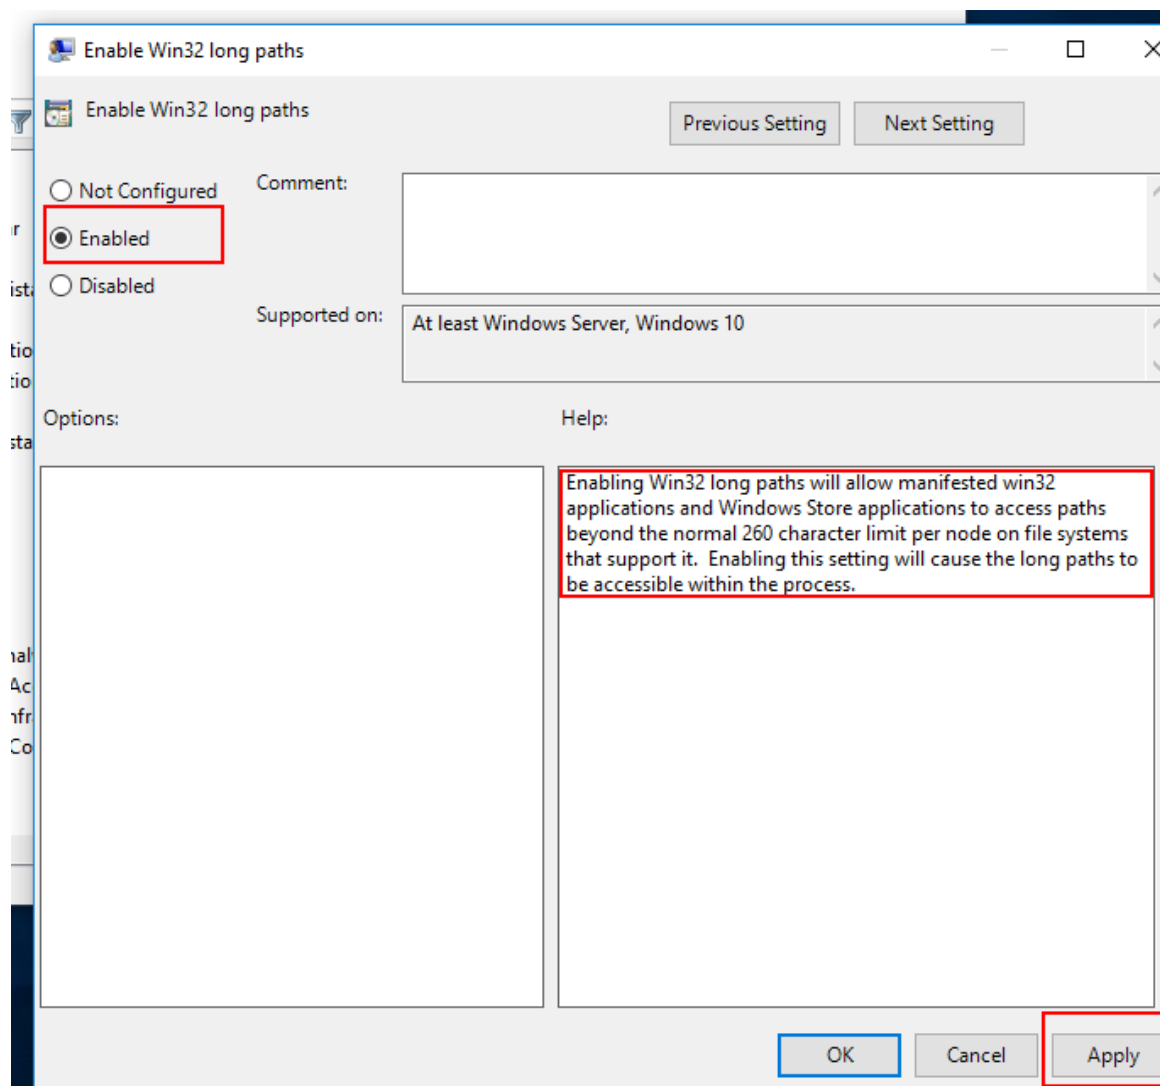 Enable Win32 long paths
Enable Win32 long paths
Previous Setting
Next Setting
Not Configured
Comment:
Enabled
Disabled
Supported on:
At least Windows Server, Windows 10
Options:
Help:
Enabling Win32 long paths will allow manifested win32
applications and Windows Store applications to access paths
beyond the normal 260 character limit per node on file systems
that support it.  Enabling this setting will cause the long paths to
be accessible within the process.
OK
Cancel
Apply